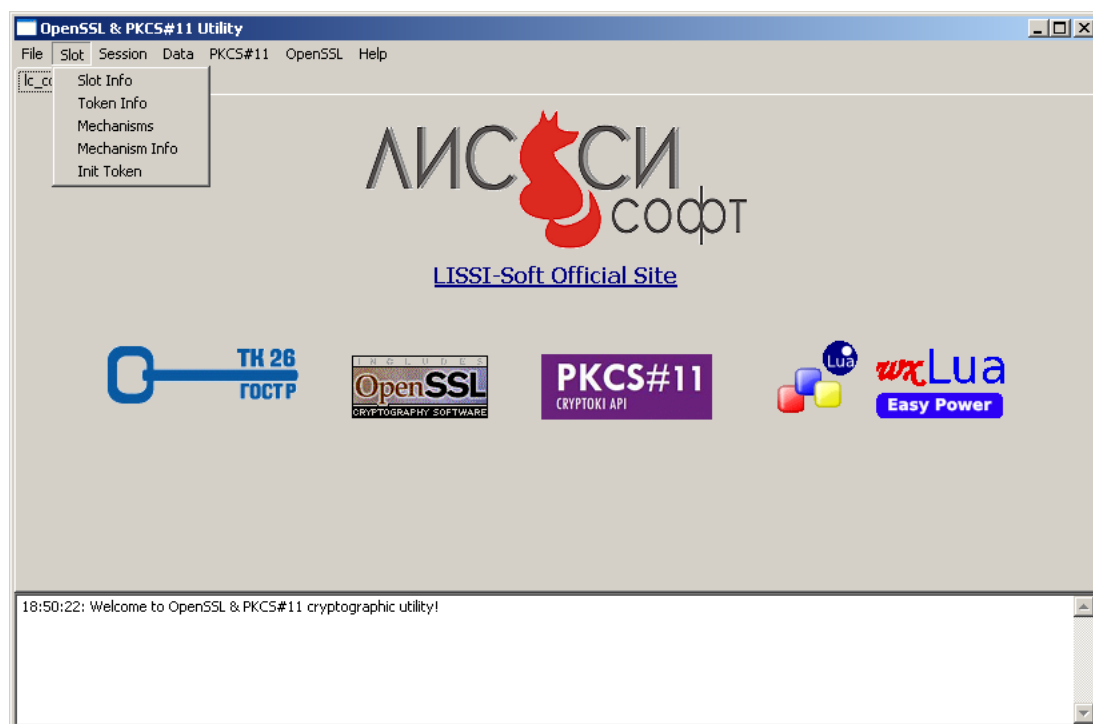 OpenSSL & PKCS#11 Utility
File Slot Session Data PKCS#11 OpenSSL Help
Slot Info
Token Info
Mechanisms
Mechanism Info
Init Token
ЛИССИ
СОФТ
LISSI-Soft Official Site
ТК 26
ГОСТ Р
INCLUDES
OpenSSL
CRYPTOGRAPHY SOFTWARE
PKCS#11
CRYPTOKI API
Lua
wxLua
Easy Power
18:50:22: Welcome to OpenSSL & PKCS#11 cryptographic utility!